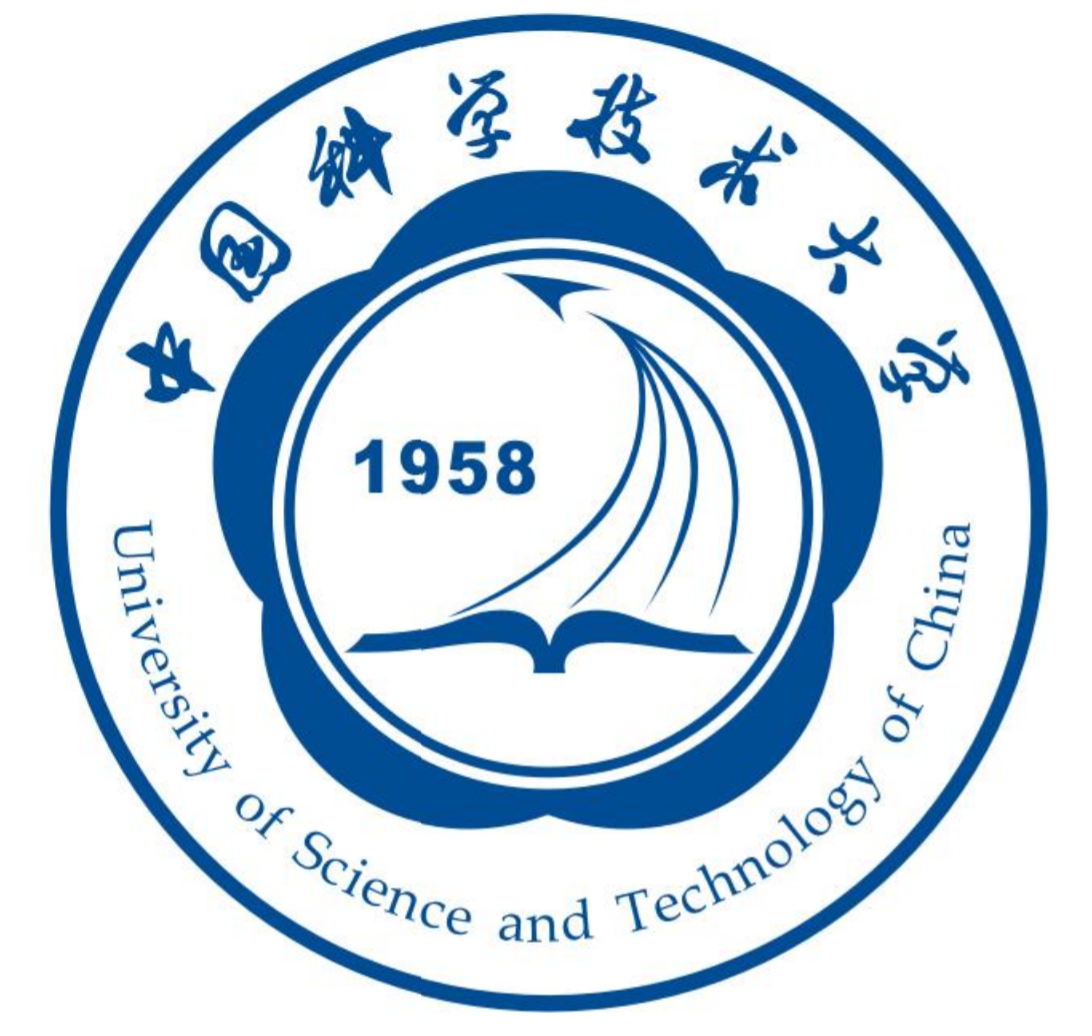 中国科学技术大学
1958
University of Science and Technology of China